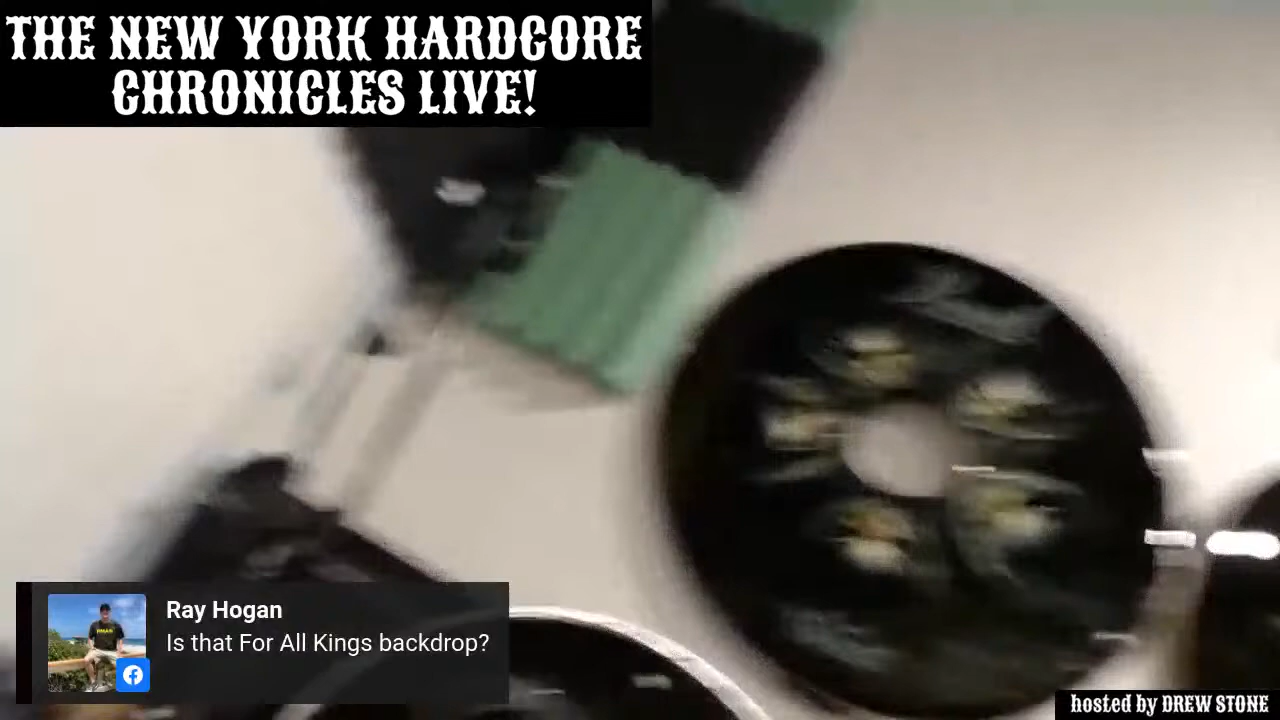 THE NEW YORK HARDCORE
CHRONICLES LIVE!
Ray Hogan
Is that For All Kings backdrop?
hosted by DREW STONE